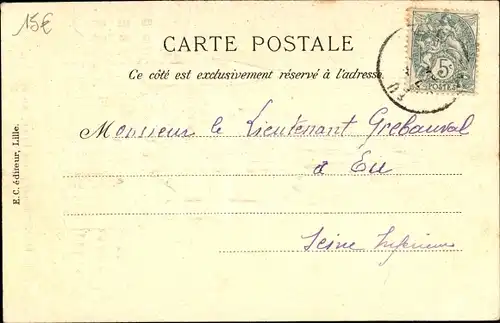 15€
CARTE POSTALE
Ce côté est exclusivement réservé à l'adresse
5c
POSTES
Monsieur le Lieutenant Grebauval
à Eu
Seine Inférieure
E. C. éditeur, Lille.